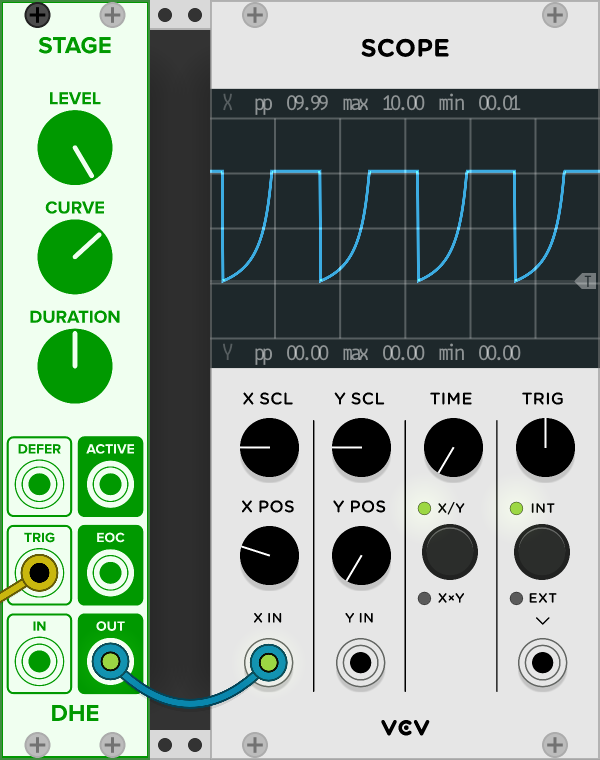 STAGE
LEVEL
CURVE
DURATION
DEFER ACTIVE
TRIG EOC
IN OUT
DHE
SCOPE
X pp 09.99 max 10.00 min 00.01
T
Y pp 00.00 max 00.00 min 00.00
X SCL Y SCL TIME TRIG
X/Y INT
X POS Y POS
X×Y EXT
X IN Y IN
VCV